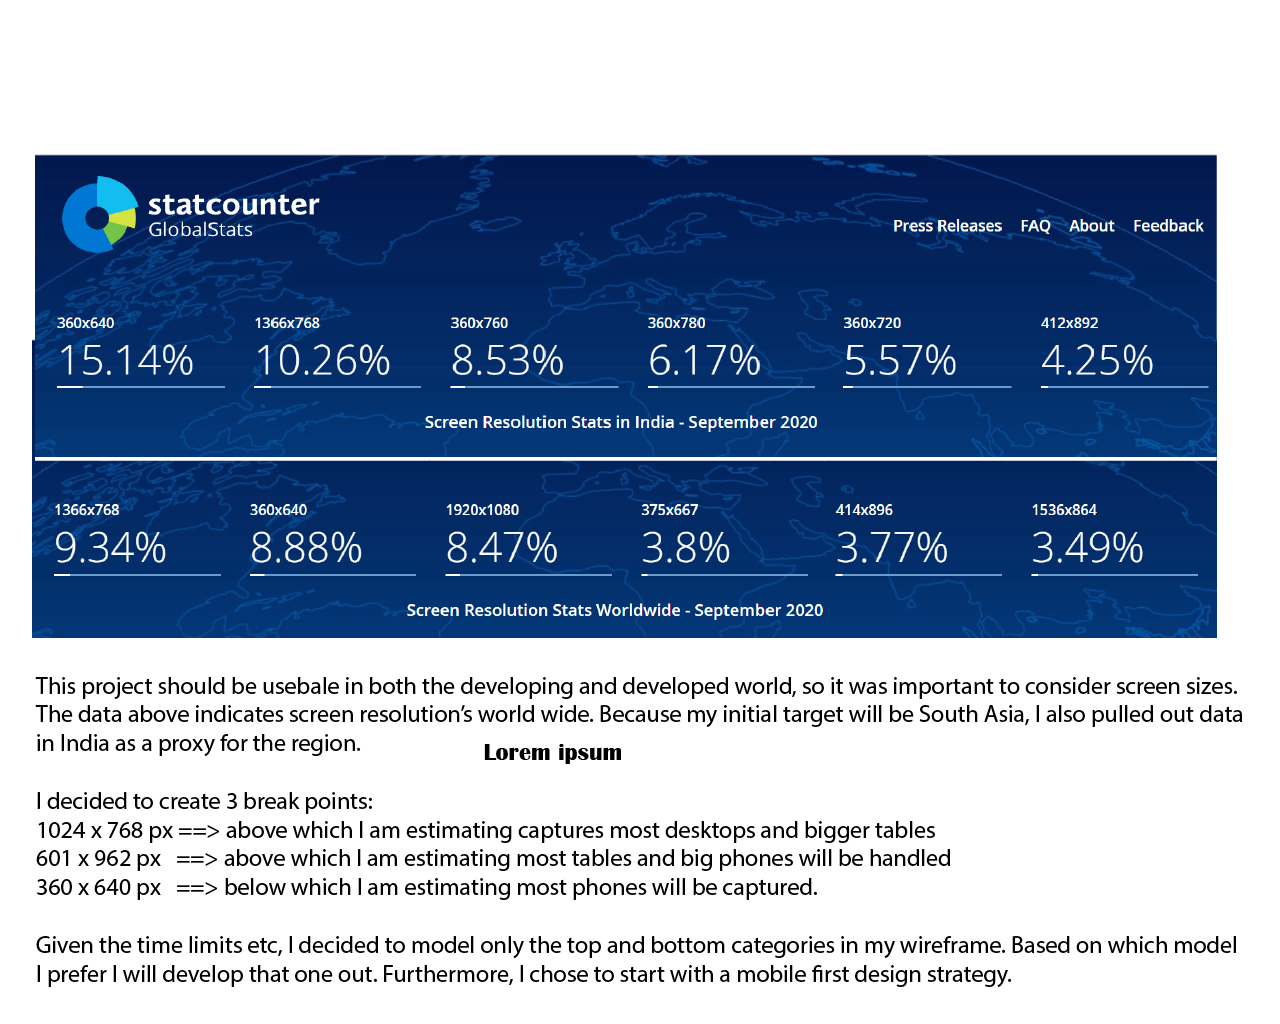 statcounter
GlobalStats
Press Releases FAQ About Feedback
360x640 1366x768 360x760 360x780 360x720 412x892
15.14% 10.26% 8.53% 6.17% 5.57% 4.25%
Screen Resolution Stats in India - September 2020
1366x768 360x640 1920x1080 375x667 414x896 1536x864
9.34% 8.88% 8.47% 3.8% 3.77% 3.49%
Screen Resolution Stats Worldwide - September 2020
This project should be usebale in both the developing and developed world, so it was important to consider screen sizes.
The data above indicates screen resolution’s world wide. Because my initial target will be South Asia, I also pulled out data
in India as a proxy for the region.
Lorem ipsum
I decided to create 3 break points:
1024 x 768 px ==> above which I am estimating captures most desktops and bigger tables
601 x 962 px ==> above which I am estimating most tables and big phones will be handled
360 x 640 px ==> below which I am estimating most phones will be captured.
Given the time limits etc, I decided to model only the top and bottom categories in my wireframe. Based on which model
I prefer I will develop that one out. Furthermore, I chose to start with a mobile first design strategy.